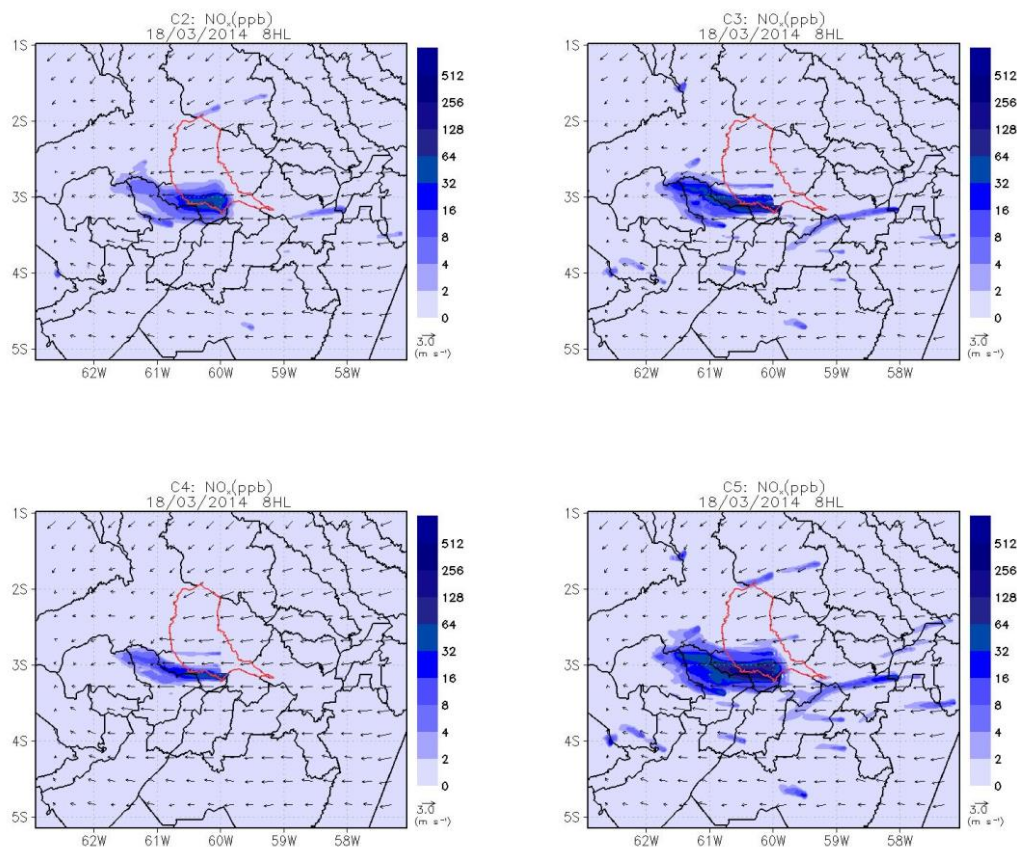 C2: NOₓ(ppb)
18/03/2014 8HL
1S
2S
3S
4S
5S
62W 61W 60W 59W 58W
512
256
128
64
32
16
8
4
2
0
3.0
(m s⁻¹)
C3: NOₓ(ppb)
18/03/2014 8HL
1S
2S
3S
4S
5S
62W 61W 60W 59W 58W
512
256
128
64
32
16
8
4
2
0
3.0
(m s⁻¹)
C4: NOₓ(ppb)
18/03/2014 8HL
1S
2S
3S
4S
5S
62W 61W 60W 59W 58W
512
256
128
64
32
16
8
4
2
0
3.0
(m s⁻¹)
C5: NOₓ(ppb)
18/03/2014 8HL
1S
2S
3S
4S
5S
62W 61W 60W 59W 58W
512
256
128
64
32
16
8
4
2
0
3.0
(m s⁻¹)